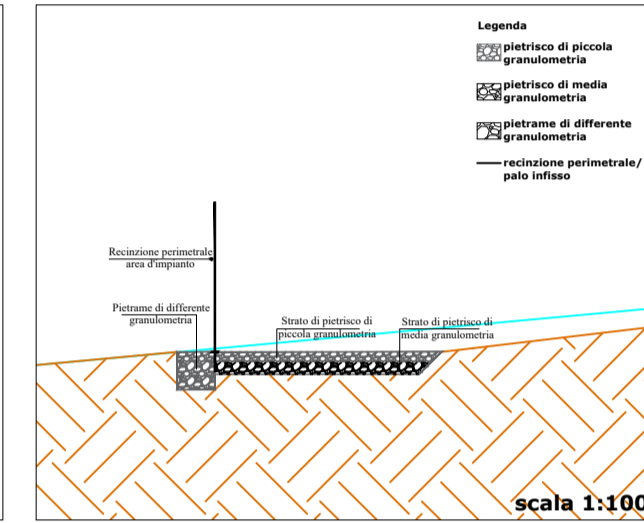 Legenda
pietrisco di piccola
granulometria
pietrisco di media
granulometria
pietrame di differente
granulometria
recinzione perimetrale/
palo infisso
Recinzione perimetrale
area d'impianto
Pietrame di differente
granulometria
Strato di pietrisco di
piccola granulometria
Strato di pietrisco di
media granulometria
scala 1:100